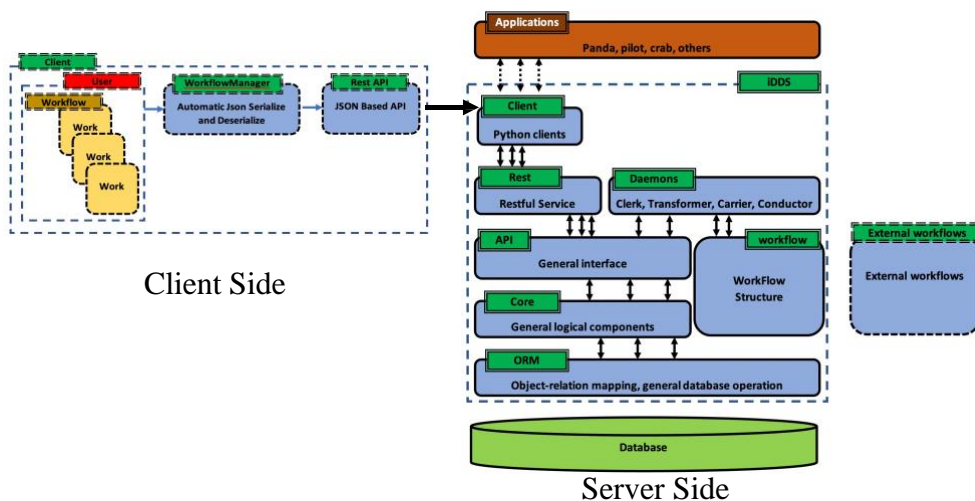 Client
User
Workflow
Work
Work
Work
WorkflowManager
Automatic Json Serialize
and Deserialize
Rest API
JSON Based API
Client Side
Applications
Panda, pilot, crab, others
iDDS
Client
Python clients
Rest
Restful Service
Daemons
Clerk, Transformer, Carrier, Conductor
API
General interface
workflow
WorkFlow
Structure
Core
General logical components
ORM
Object-relation mapping, general database operation
External workflows
External workflows
Database
Server Side